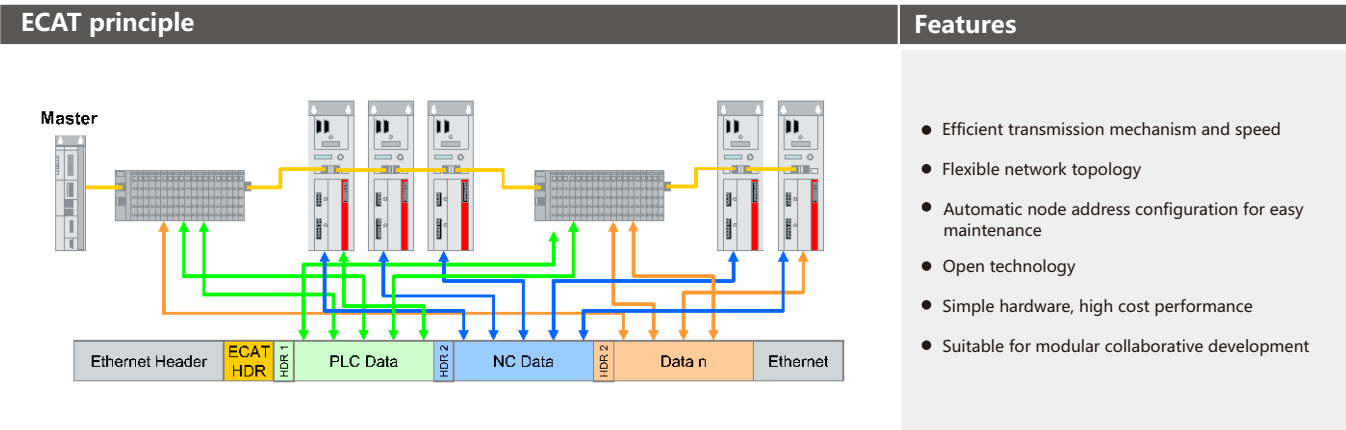 ECAT principle
Features
Master
Efficient transmission mechanism and speed
Flexible network topology
Automatic node address configuration for easy
maintenance
Open technology
Simple hardware, high cost performance
Suitable for modular collaborative development
Ethernet Header
ECAT
HDR
HDR 1
PLC Data
HDR 2
NC Data
HDR 2
Data n
Ethernet